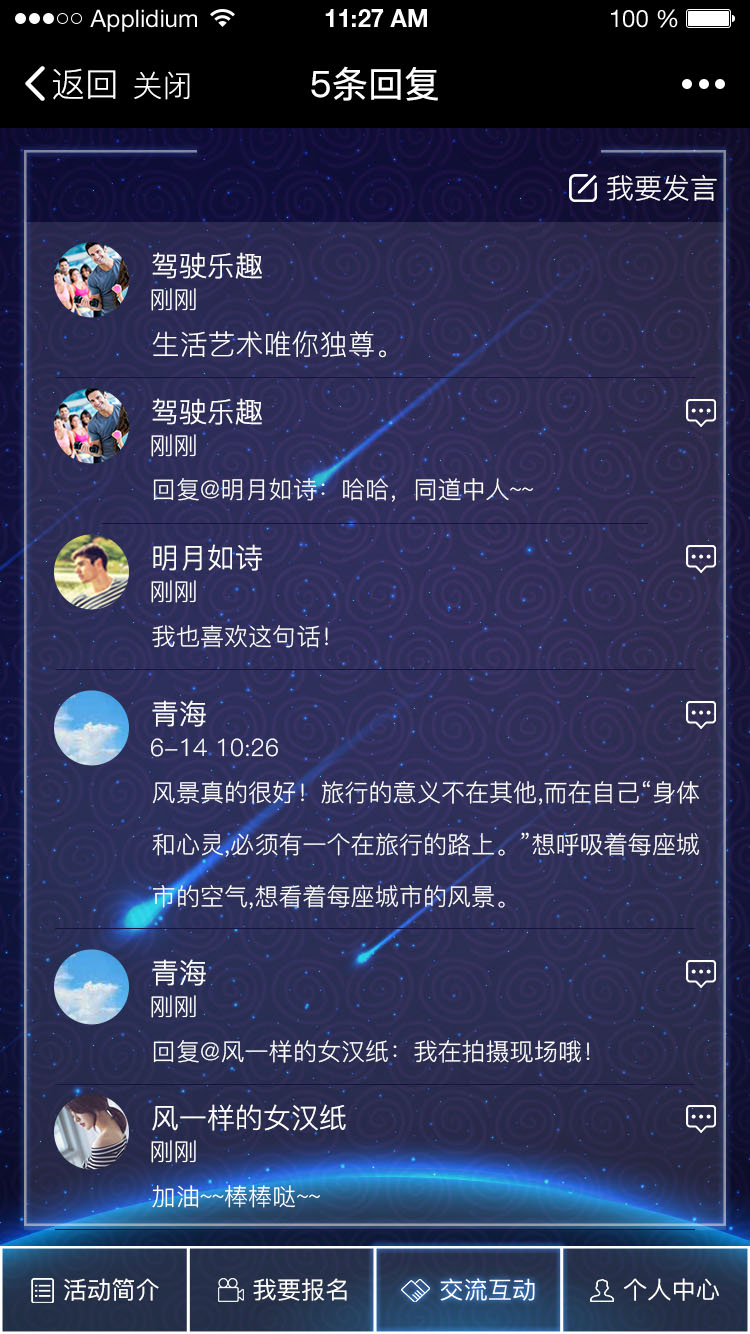 Applidium 11:27 AM 100 %
返回 关闭 5条回复
我要发言
驾驶乐趣
刚刚
生活艺术唯你独尊。
驾驶乐趣
刚刚
回复@明月如诗：哈哈，同道中人~~
明月如诗
刚刚
我也喜欢这句话！
青海
6-14 10:26
风景真的很好！旅行的意义不在其他,而在自己“身体
和心灵,必须有一个在旅行的路上。”想呼吸着每座城
市的空气,想看着每座城市的风景。
青海
刚刚
回复@风一样的女汉纸：我在拍摄现场哦！
风一样的女汉纸
刚刚
加油~~棒棒哒~~
活动简介 我要报名 交流互动 个人中心